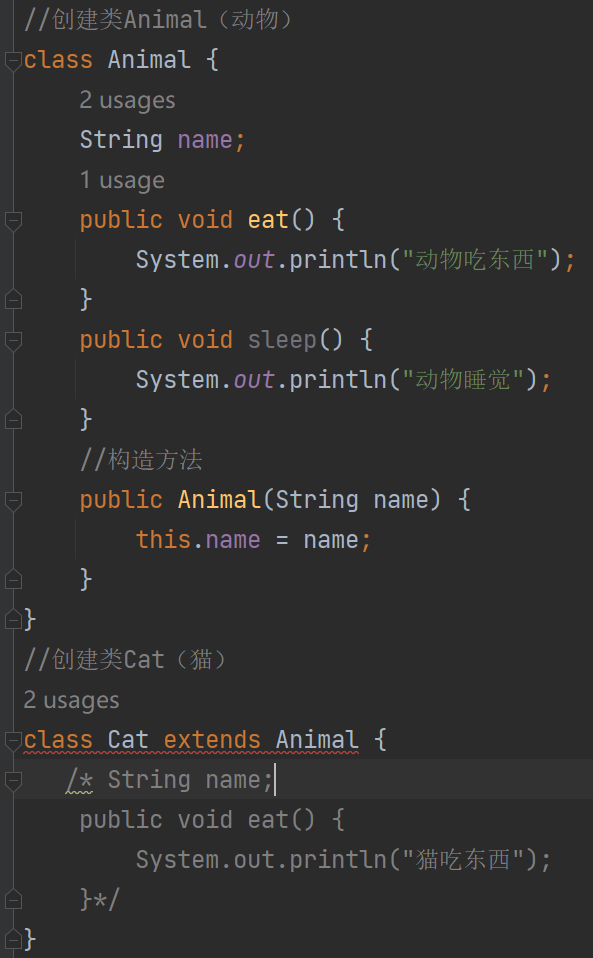 //创建类Animal（动物）
class Animal {
2 usages
String name;
1 usage
public void eat() {
System.out.println("动物吃东西");
}
public void sleep() {
System.out.println("动物睡觉");
}
//构造方法
public Animal(String name) {
this.name = name;
}
}
//创建类Cat（猫）
2 usages
class Cat extends Animal {
/* String name;
public void eat() {
System.out.println("猫吃东西");
}*/
}